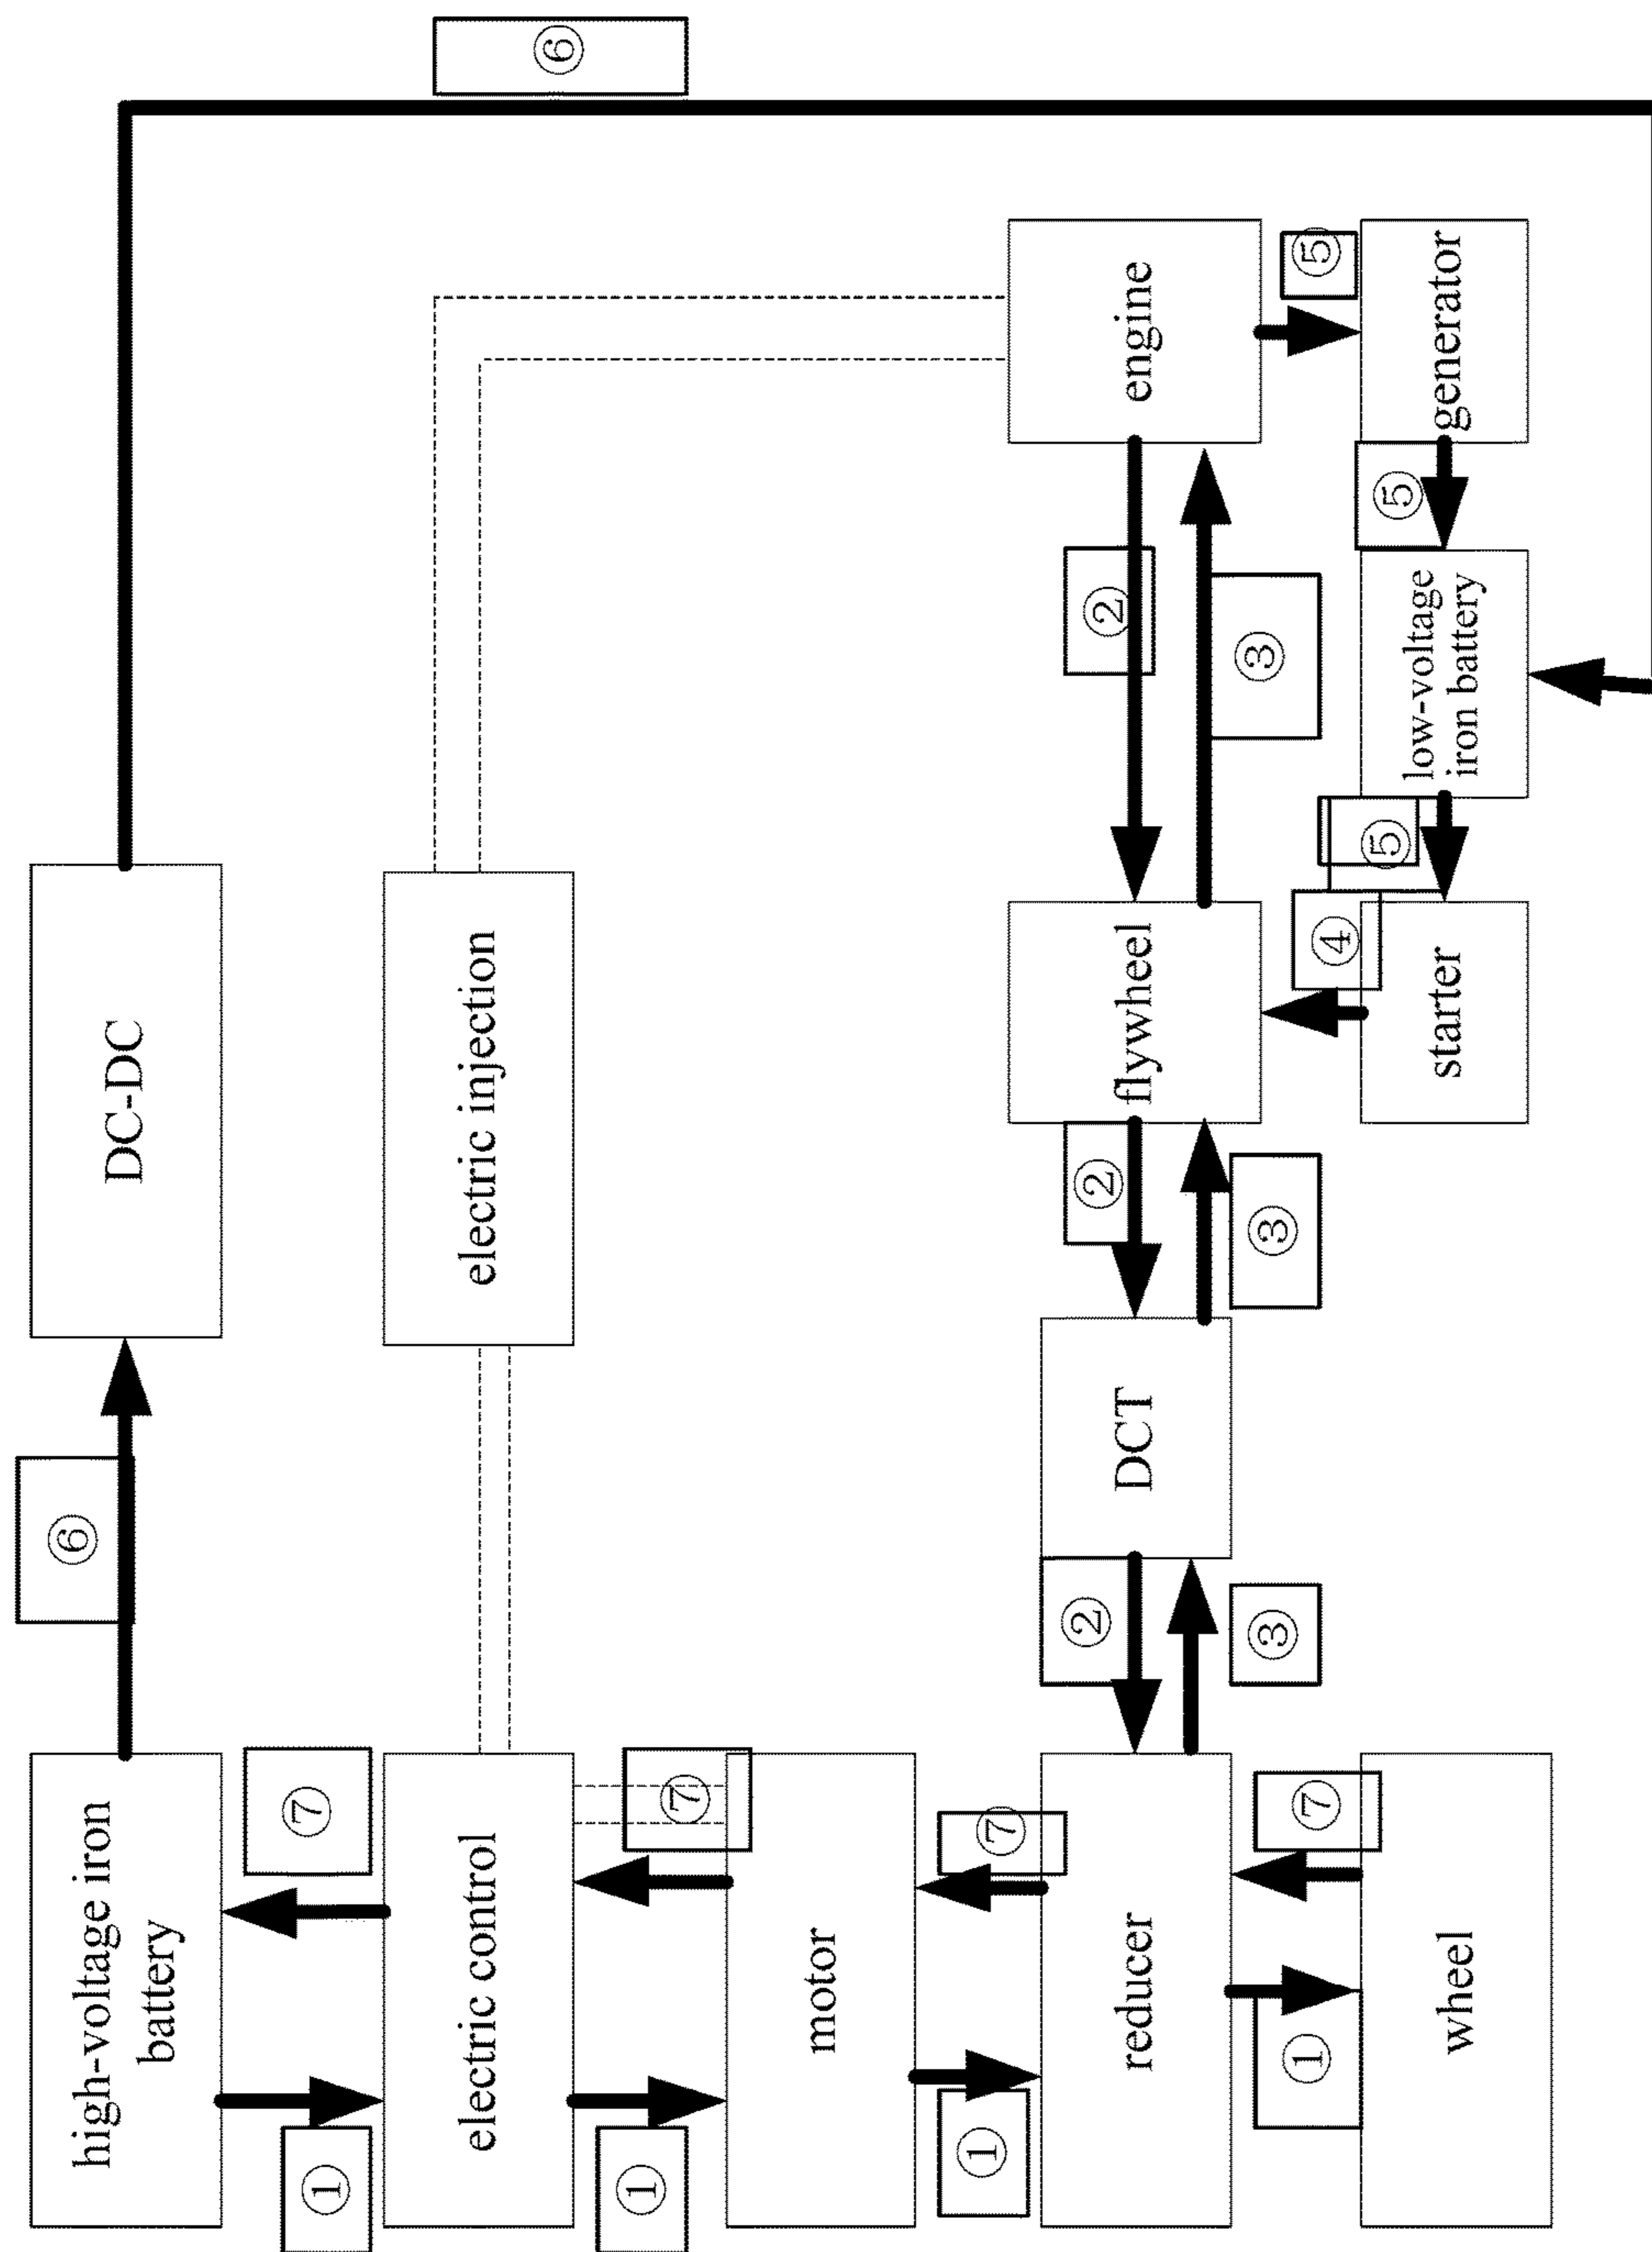 ⑥
high-voltage iron
battery
DC-DC
①
⑦
electric control
electric injection
⑥
①
⑦
motor
①
⑦
reducer
②
DCT
②
flywheel
②
engine
③
③
③
①
⑦
④
⑤
⑤
⑤
wheel
starter
low-voltage
iron battery
generator